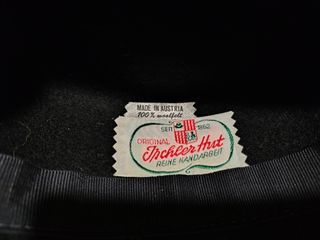 MADE IN AUSTRIA
100% woolfelt
SEIT 1862
ORIGINAL
Ischler Hut
REINE HANDARBEIT